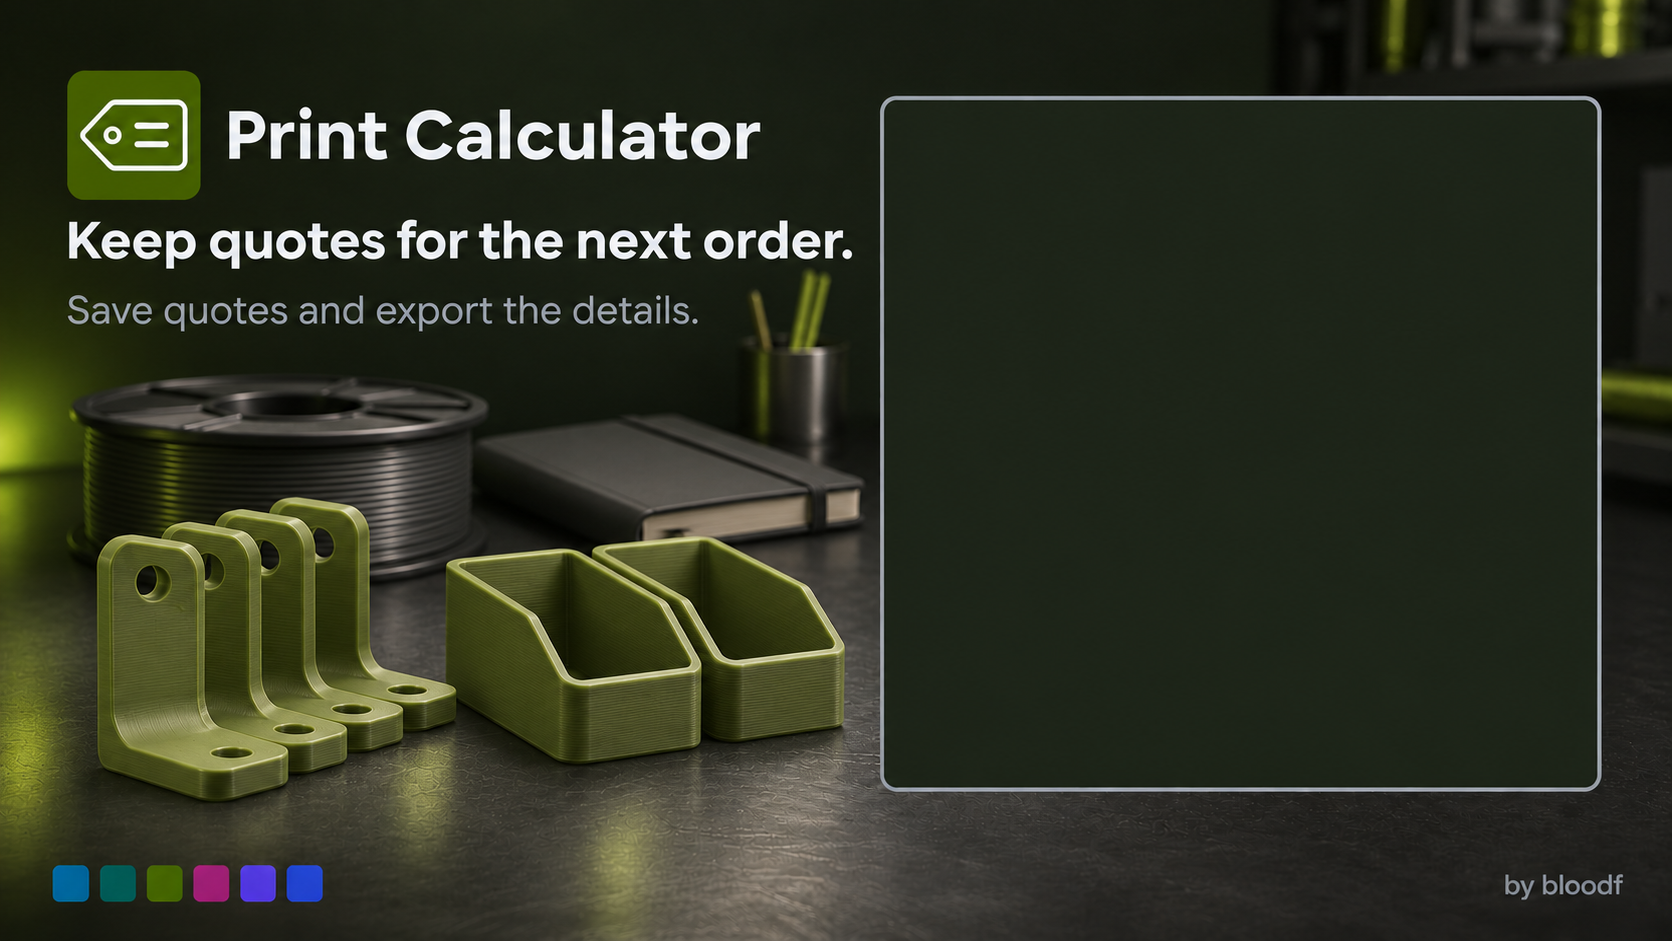 Print Calculator
Keep quotes for the next order.
Save quotes and export the details.
by bloodf